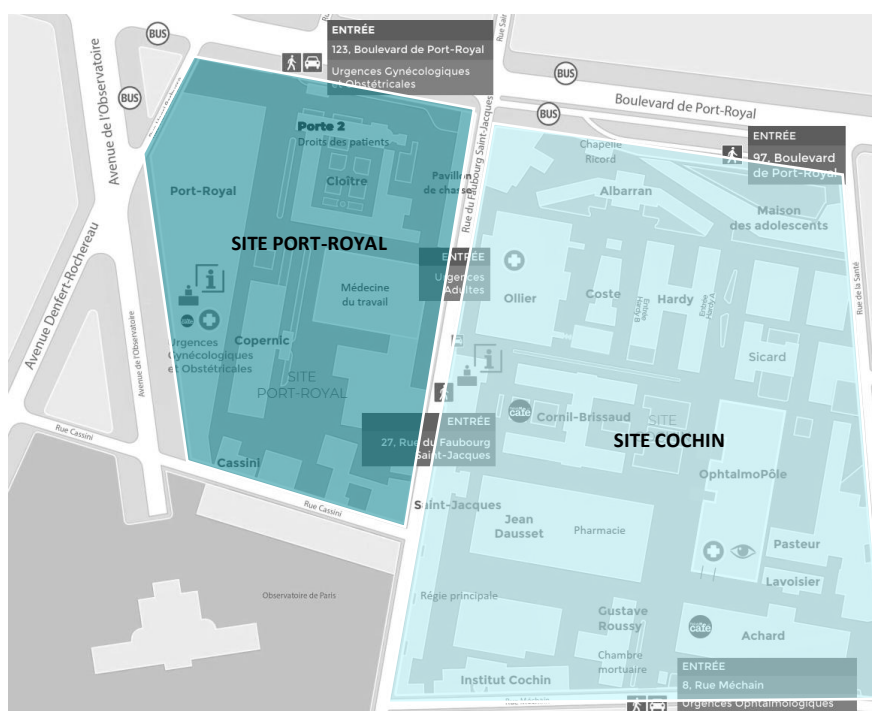 ENTRÉE
123, Boulevard de Port-Royal
Urgences Gynécologiques
et Obstétricales
BUS
BUS
BUS
BUS
Avenue de l'Observatoire
Boulevard de Port-Royal
ENTRÉE
97, Boulevard
de Port-Royal
Porte 2
Droits des patients
Cloître
Port-Royal
Pavillon
de chasse
Rue du Faubourg Saint-Jacques
Chapelle
Ricord
Albarran
Maison
des adolescents
SITE PORT-ROYAL
ENTRÉE
Urgences
Adultes
Médecine
du travail
Ollier
Coste
Entrée
Hardy B
Hardy
Entrée
Hardy A
Rue de la Santé
Avenue Denfert-Rochereau
Avenue de l'Observatoire
i
café
Urgences
Gynécologiques
et Obstétricales
Copernic
SITE
PORT-ROYAL
i
Sicard
café
Cornil-Brissaud
SITE
SITE COCHIN
ENTRÉE
27, Rue du Faubourg
Saint-Jacques
Rue Cassini
Cassini
Rue Cassini
OphtalmoPôle
Saint-Jacques
Jean
Dausset
Pharmacie
Pasteur
Lavoisier
Observatoire de Paris
Régie principale
Gustave
Roussy
café
Achard
Chambre
mortuaire
Institut Cochin
Rue Méchain
ENTRÉE
8, Rue Méchain
Urgences Ophtalmologiques